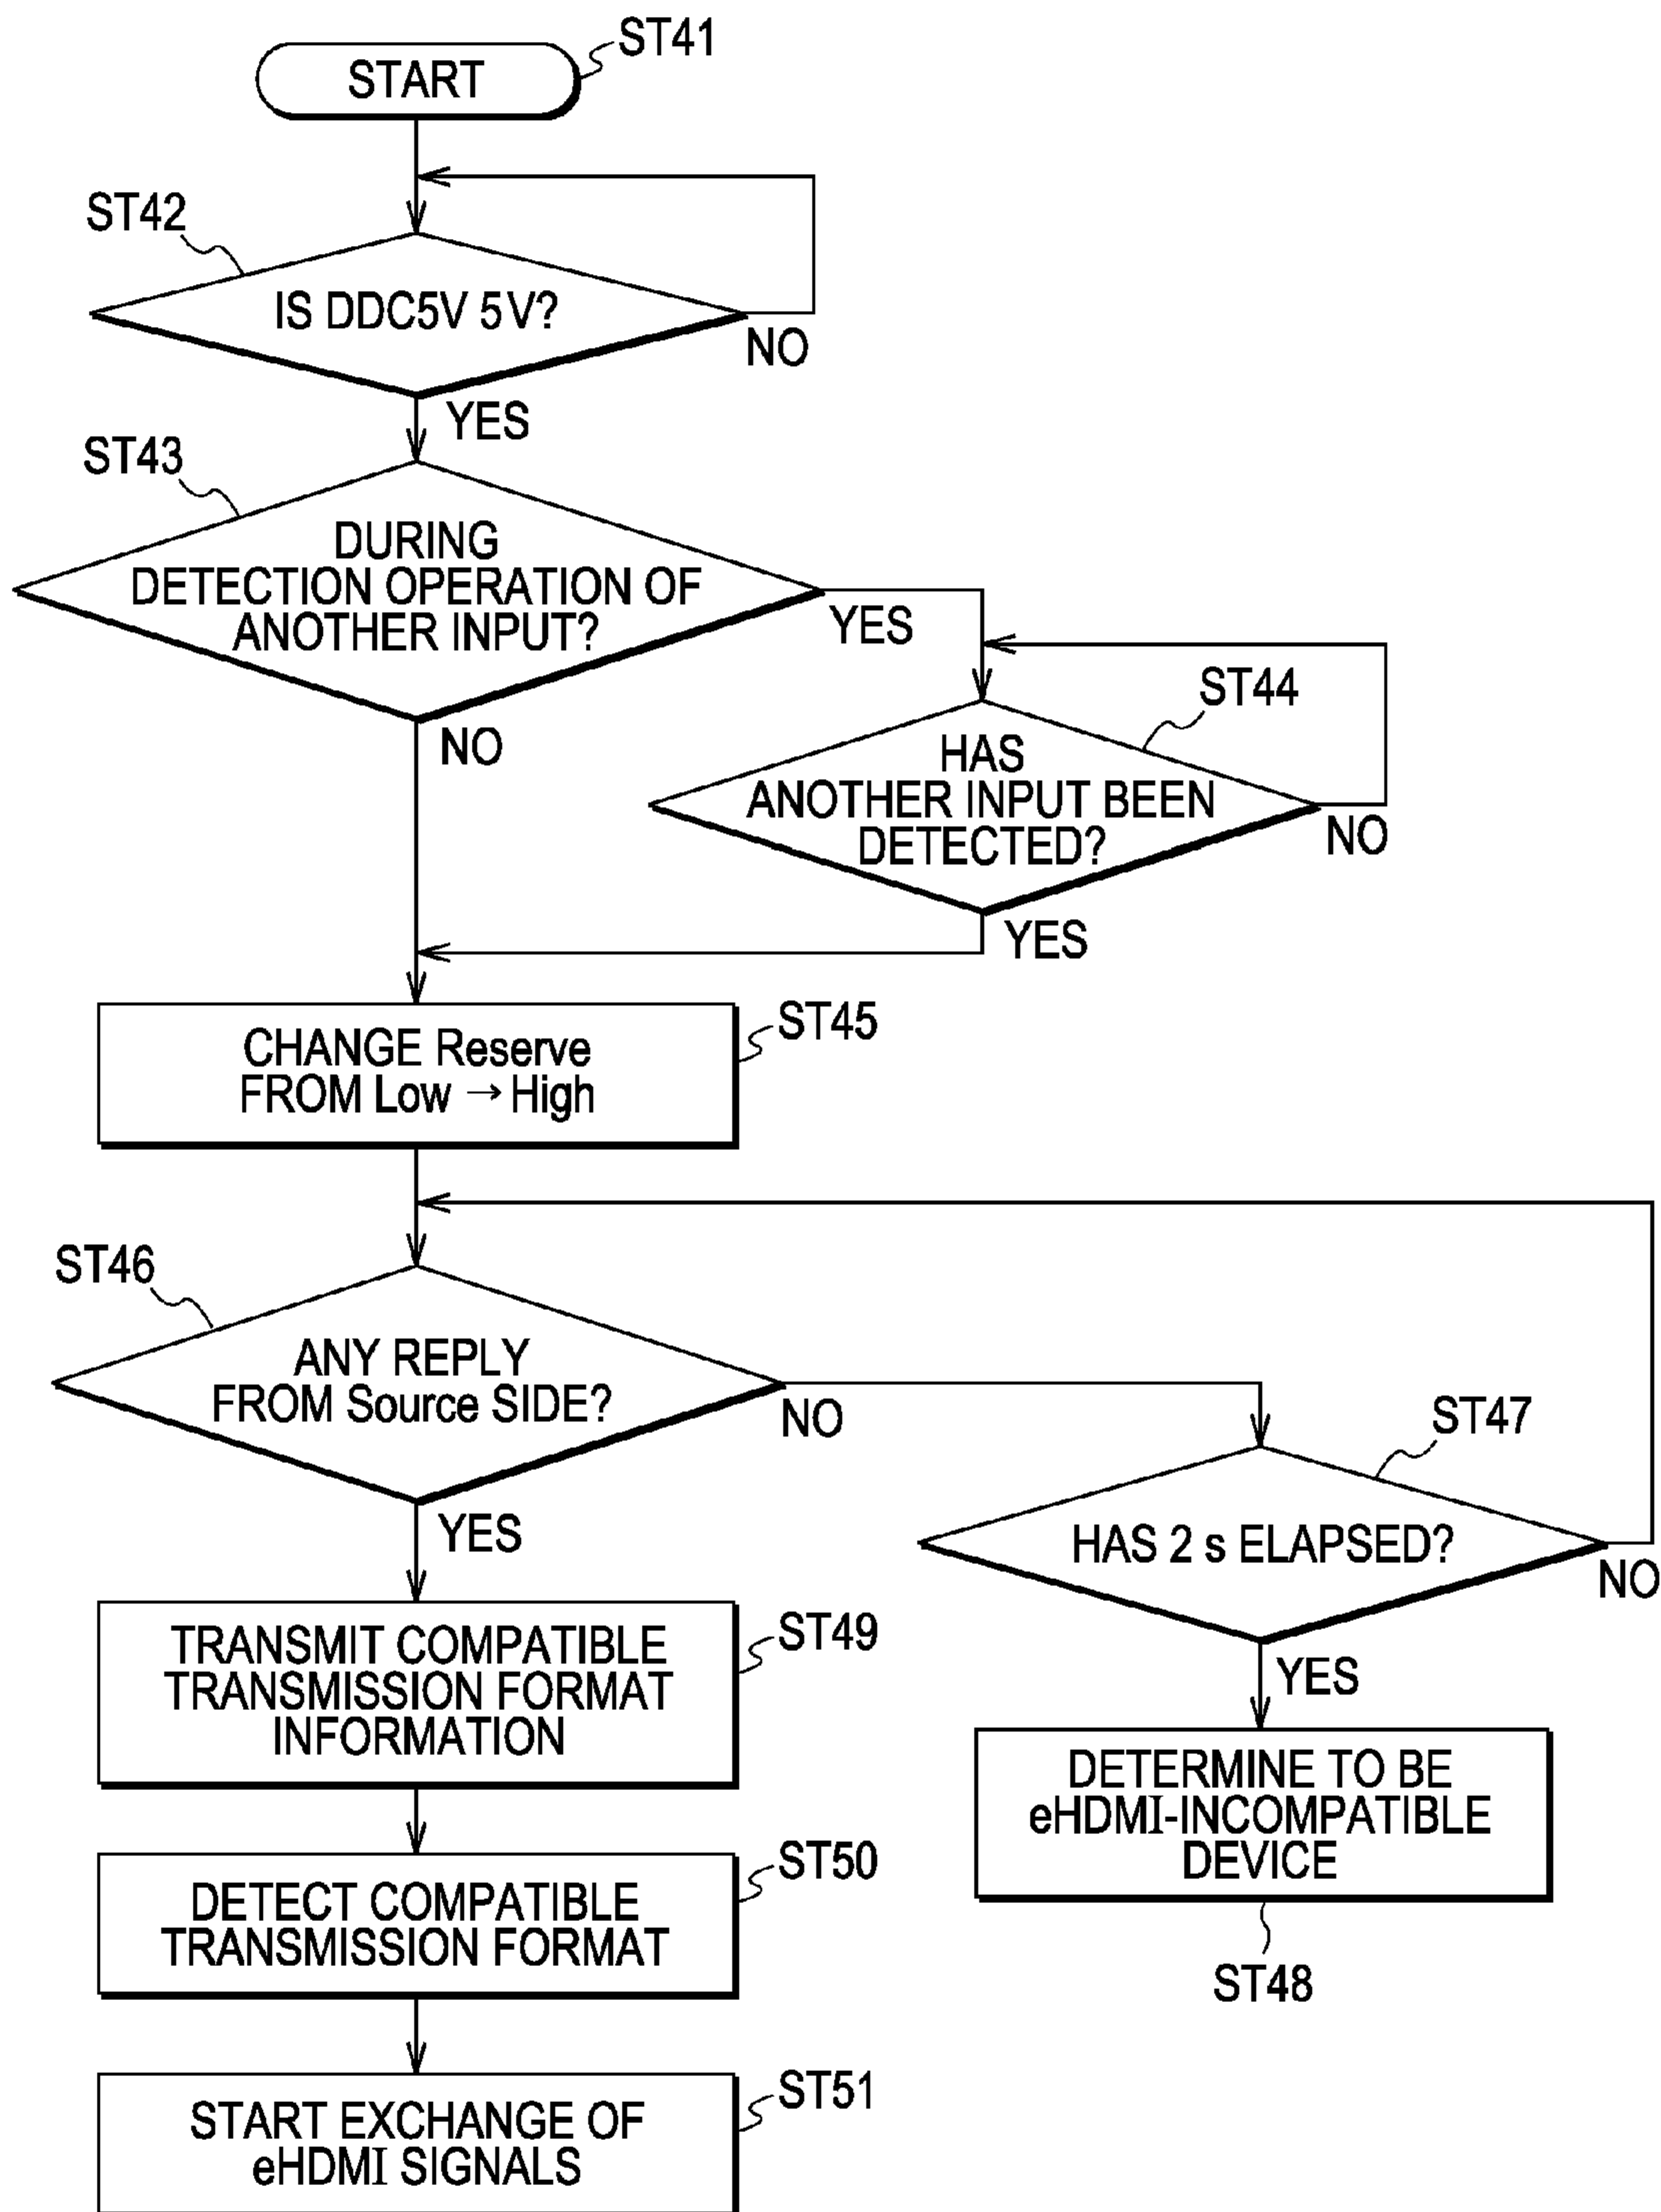 START
ST41
ST42
IS DDC5V 5V?
NO
YES
ST43
DURING
DETECTION OPERATION OF
ANOTHER INPUT?
YES
NO
ST44
HAS
ANOTHER INPUT BEEN
DETECTED?
NO
YES
CHANGE Reserve
FROM Low → High
ST45
ST46
ANY REPLY
FROM Source SIDE?
NO
YES
ST47
HAS 2 s ELAPSED?
NO
YES
TRANSMIT COMPATIBLE
TRANSMISSION FORMAT
INFORMATION
ST49
DETERMINE TO BE
eHDMI-INCOMPATIBLE
DEVICE
ST48
DETECT COMPATIBLE
TRANSMISSION FORMAT
ST50
START EXCHANGE OF
eHDMI SIGNALS
ST51